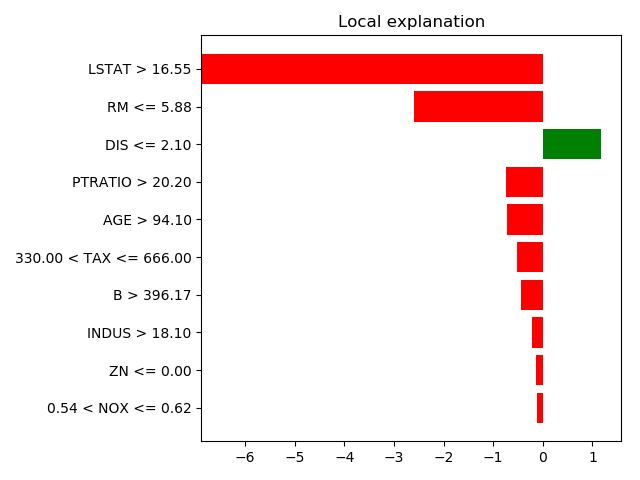 Local explanation
LSTAT > 16.55
RM <= 5.88
DIS <= 2.10
PTRATIO > 20.20
AGE > 94.10
330.00 < TAX <= 666.00
B > 396.17
INDUS > 18.10
ZN <= 0.00
0.54 < NOX <= 0.62
−6 −5 −4 −3 −2 −1 0 1